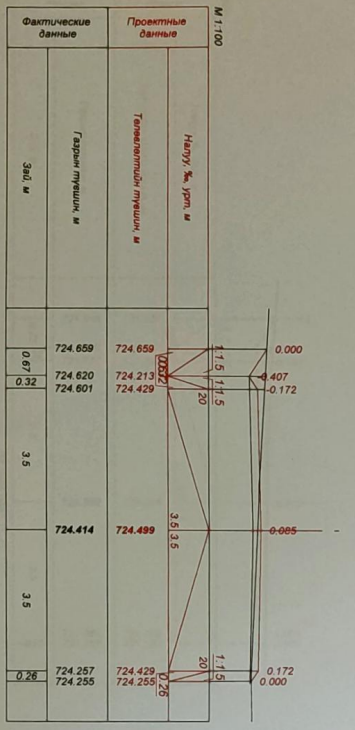 М 1:100
Фактические данные
Проектные данные
Зай, м
Газрын түвшин, м
Төлөвлөлтийн түвшин, м
Налуу, ‰, урт, м
724.659 724.659 1:1.5 0.000
0.67
724.620 724.213 -0.407
0.32
724.601 724.429 1:1.5 -0.172
20
3.5
724.414 724.499 3.5 3.5 0.085
3.5
20 1:1.5
724.257 724.429 0.172
0.26
724.255 724.255 0.26 0.000